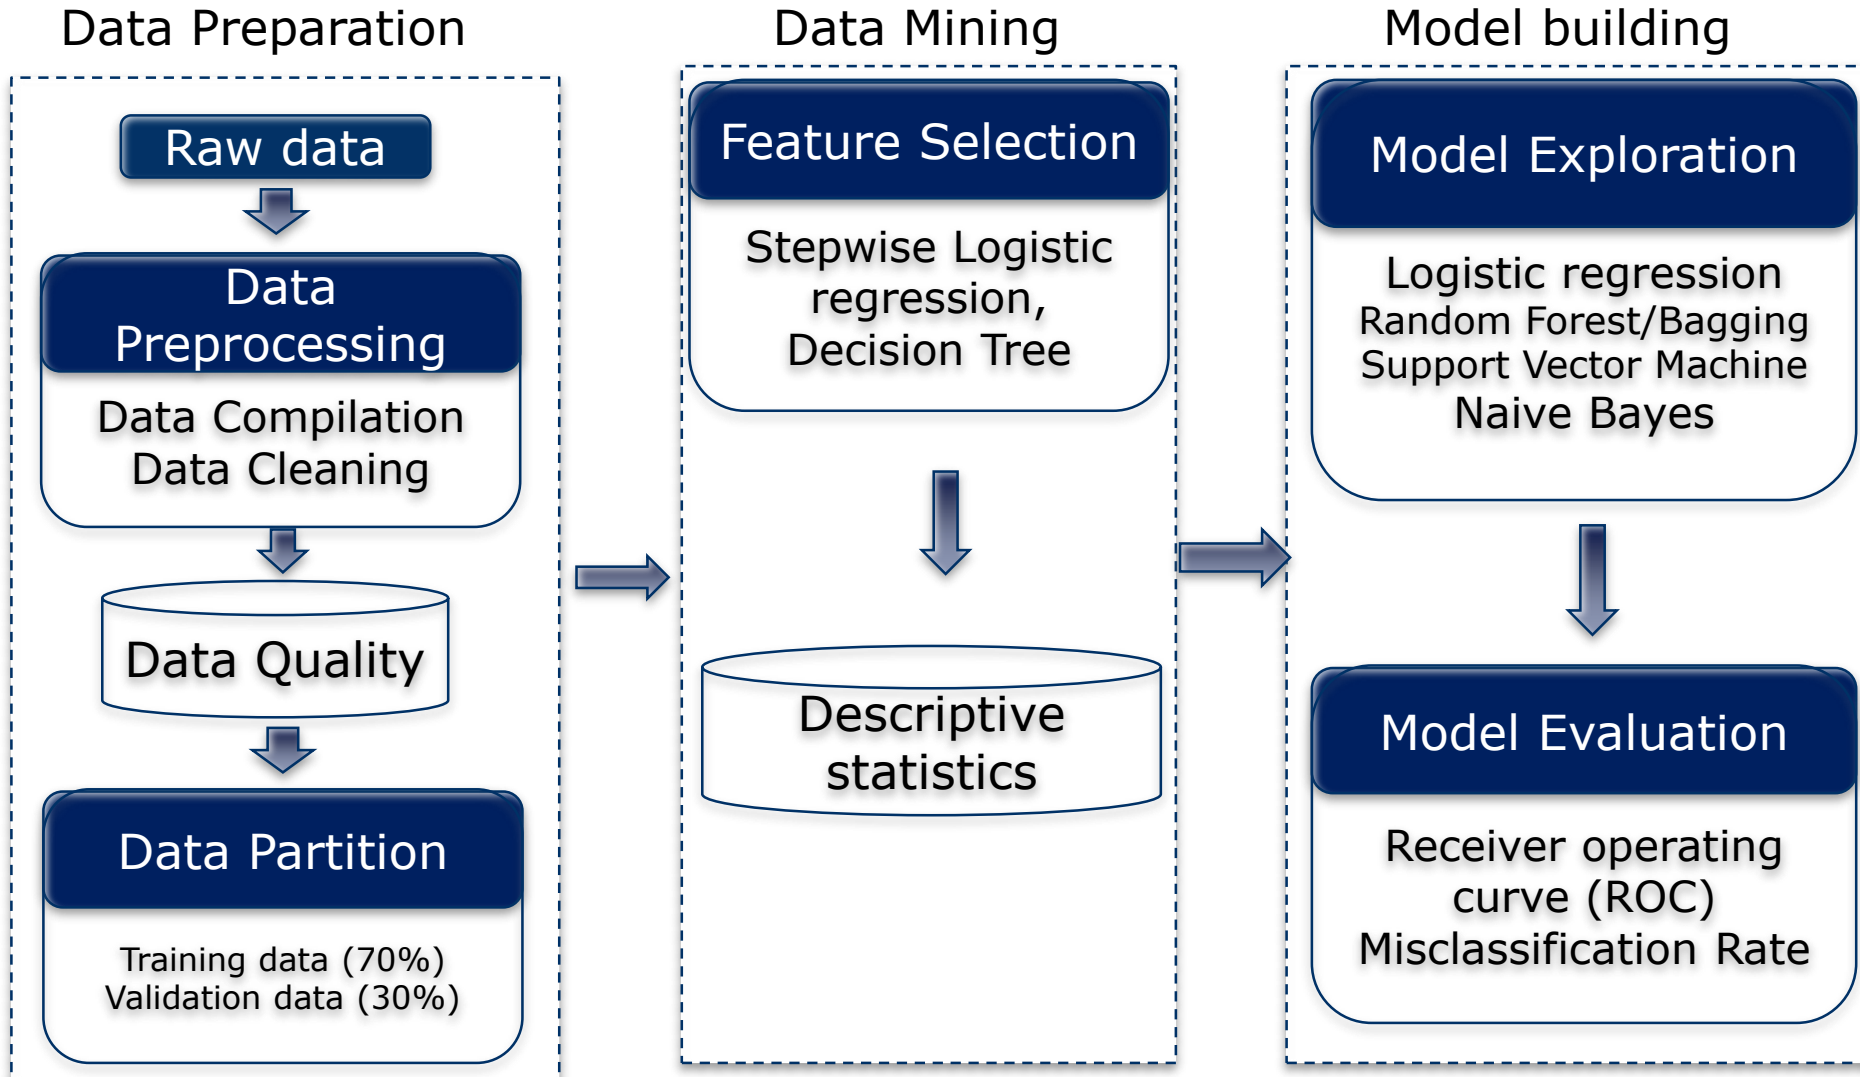 Data Preparation
Raw data
Data
Preprocessing
Data Compilation
Data Cleaning
Data Quality
Data Partition
Training data (70%)
Validation data (30%)
Data Mining
Feature Selection
Stepwise Logistic
regression,
Decision Tree
Descriptive
statistics
Model building
Model Exploration
Logistic regression
Random Forest/Bagging
Support Vector Machine
Naive Bayes
Model Evaluation
Receiver operating
curve (ROC)
Misclassification Rate